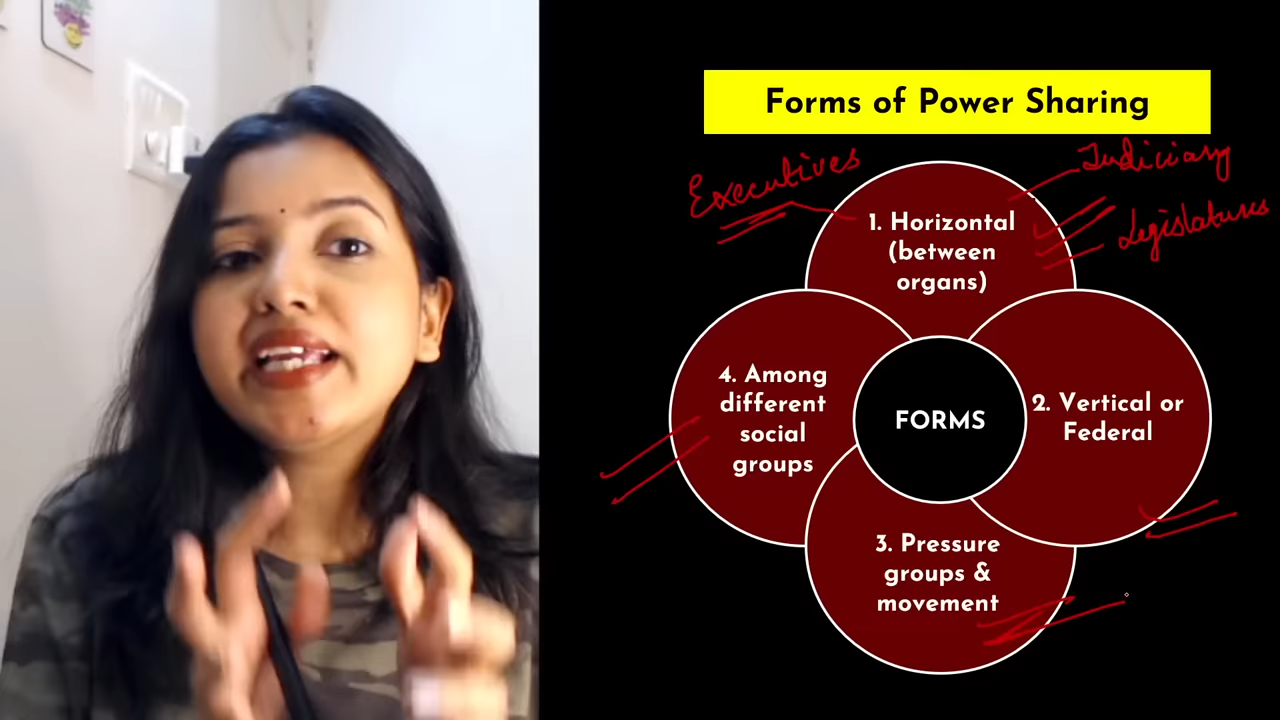 Forms of Power Sharing
Executives
Judiciary
Legislatures
1. Horizontal
(between
organs)
4. Among
different
social
groups
FORMS
2. Vertical or
Federal
3. Pressure
groups &
movement